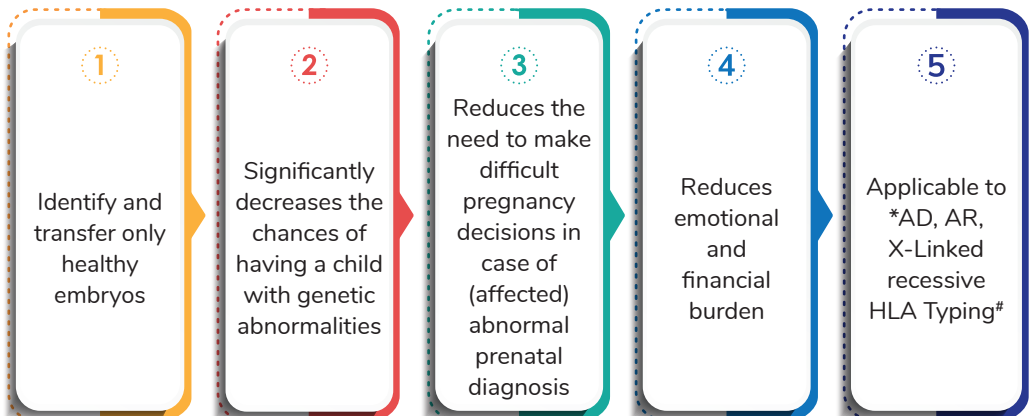 1
Identify and
transfer only
healthy
embryos
2
Significantly
decreases the
chances of
having a child
with genetic
abnormalities
3
Reduces the
need to make
difficult
pregnancy
decisions in
case of
(affected)
abnormal
prenatal
diagnosis
4
Reduces
emotional
and
financial
burden
5
Applicable to
*AD, AR,
X-Linked
recessive
HLA Typing#